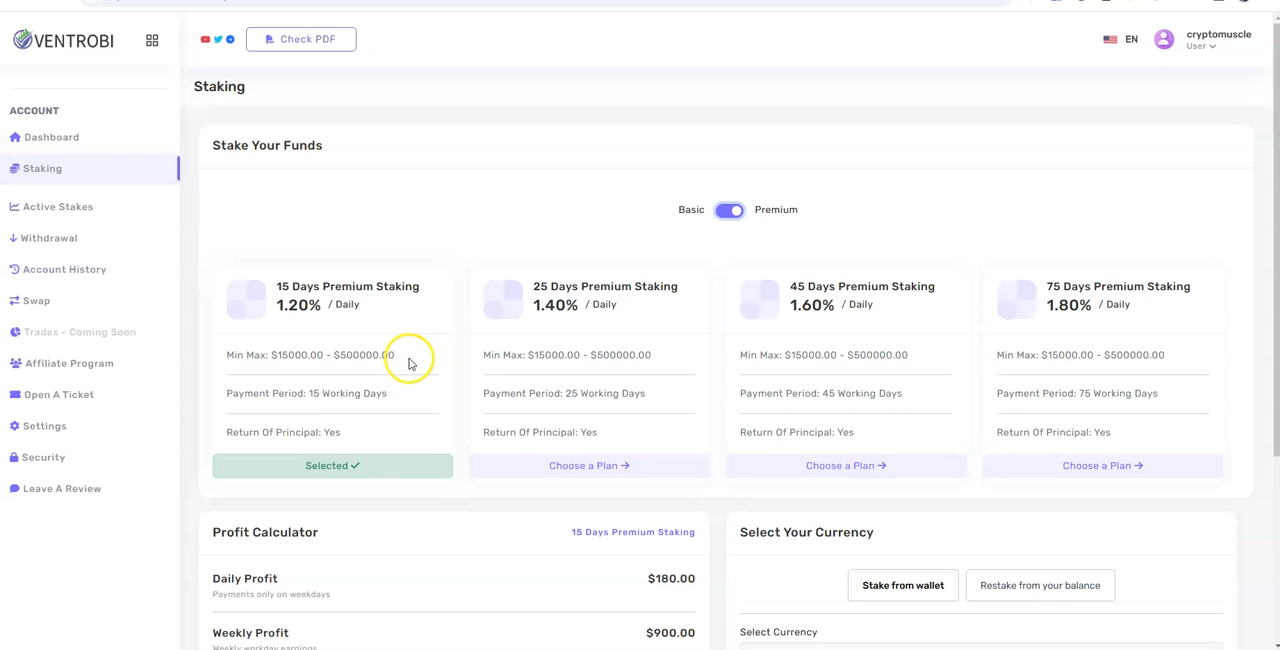 VENTROBI
Check PDF
EN
cryptomuscle
User
Staking
ACCOUNT
Dashboard
Staking
Active Stakes
Withdrawal
Account History
Swap
Trades - Coming Soon
Affiliate Program
Open A Ticket
Settings
Security
Leave A Review
Stake Your Funds
Basic
Premium
15 Days Premium Staking
1.20% / Daily
Min Max: $15000.00 - $500000.00
Payment Period: 15 Working Days
Return Of Principal: Yes
Selected
25 Days Premium Staking
1.40% / Daily
Min Max: $15000.00 - $500000.00
Payment Period: 25 Working Days
Return Of Principal: Yes
Choose a Plan
45 Days Premium Staking
1.60% / Daily
Min Max: $15000.00 - $500000.00
Payment Period: 45 Working Days
Return Of Principal: Yes
Choose a Plan
75 Days Premium Staking
1.80% / Daily
Min Max: $15000.00 - $500000.00
Payment Period: 75 Working Days
Return Of Principal: Yes
Choose a Plan
Profit Calculator
15 Days Premium Staking
Daily Profit
$180.00
Payments only on weekdays
Weekly Profit
$900.00
Weekly workday earnings
Select Your Currency
Stake from wallet
Restake from your balance
Select Currency